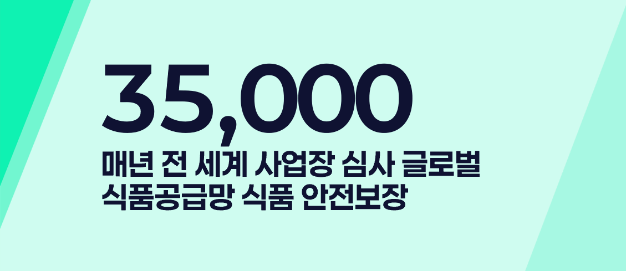 35,000
매년 전 세계 사업장 심사 글로벌
식품공급망 식품 안전보장